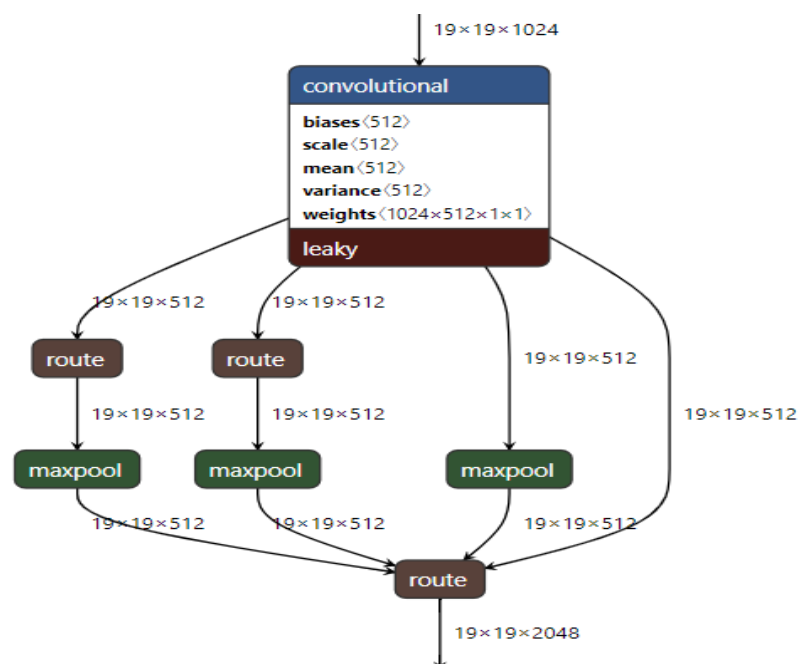 19×19×1024
convolutional
biases〈512〉
scale〈512〉
mean〈512〉
variance〈512〉
weights〈1024×512×1×1〉
leaky
19×19×512 19×19×512
route route 19×19×512
19×19×512 19×19×512 19×19×512
maxpool maxpool maxpool
19×19×512 19×19×512 19×19×512
route
19×19×2048